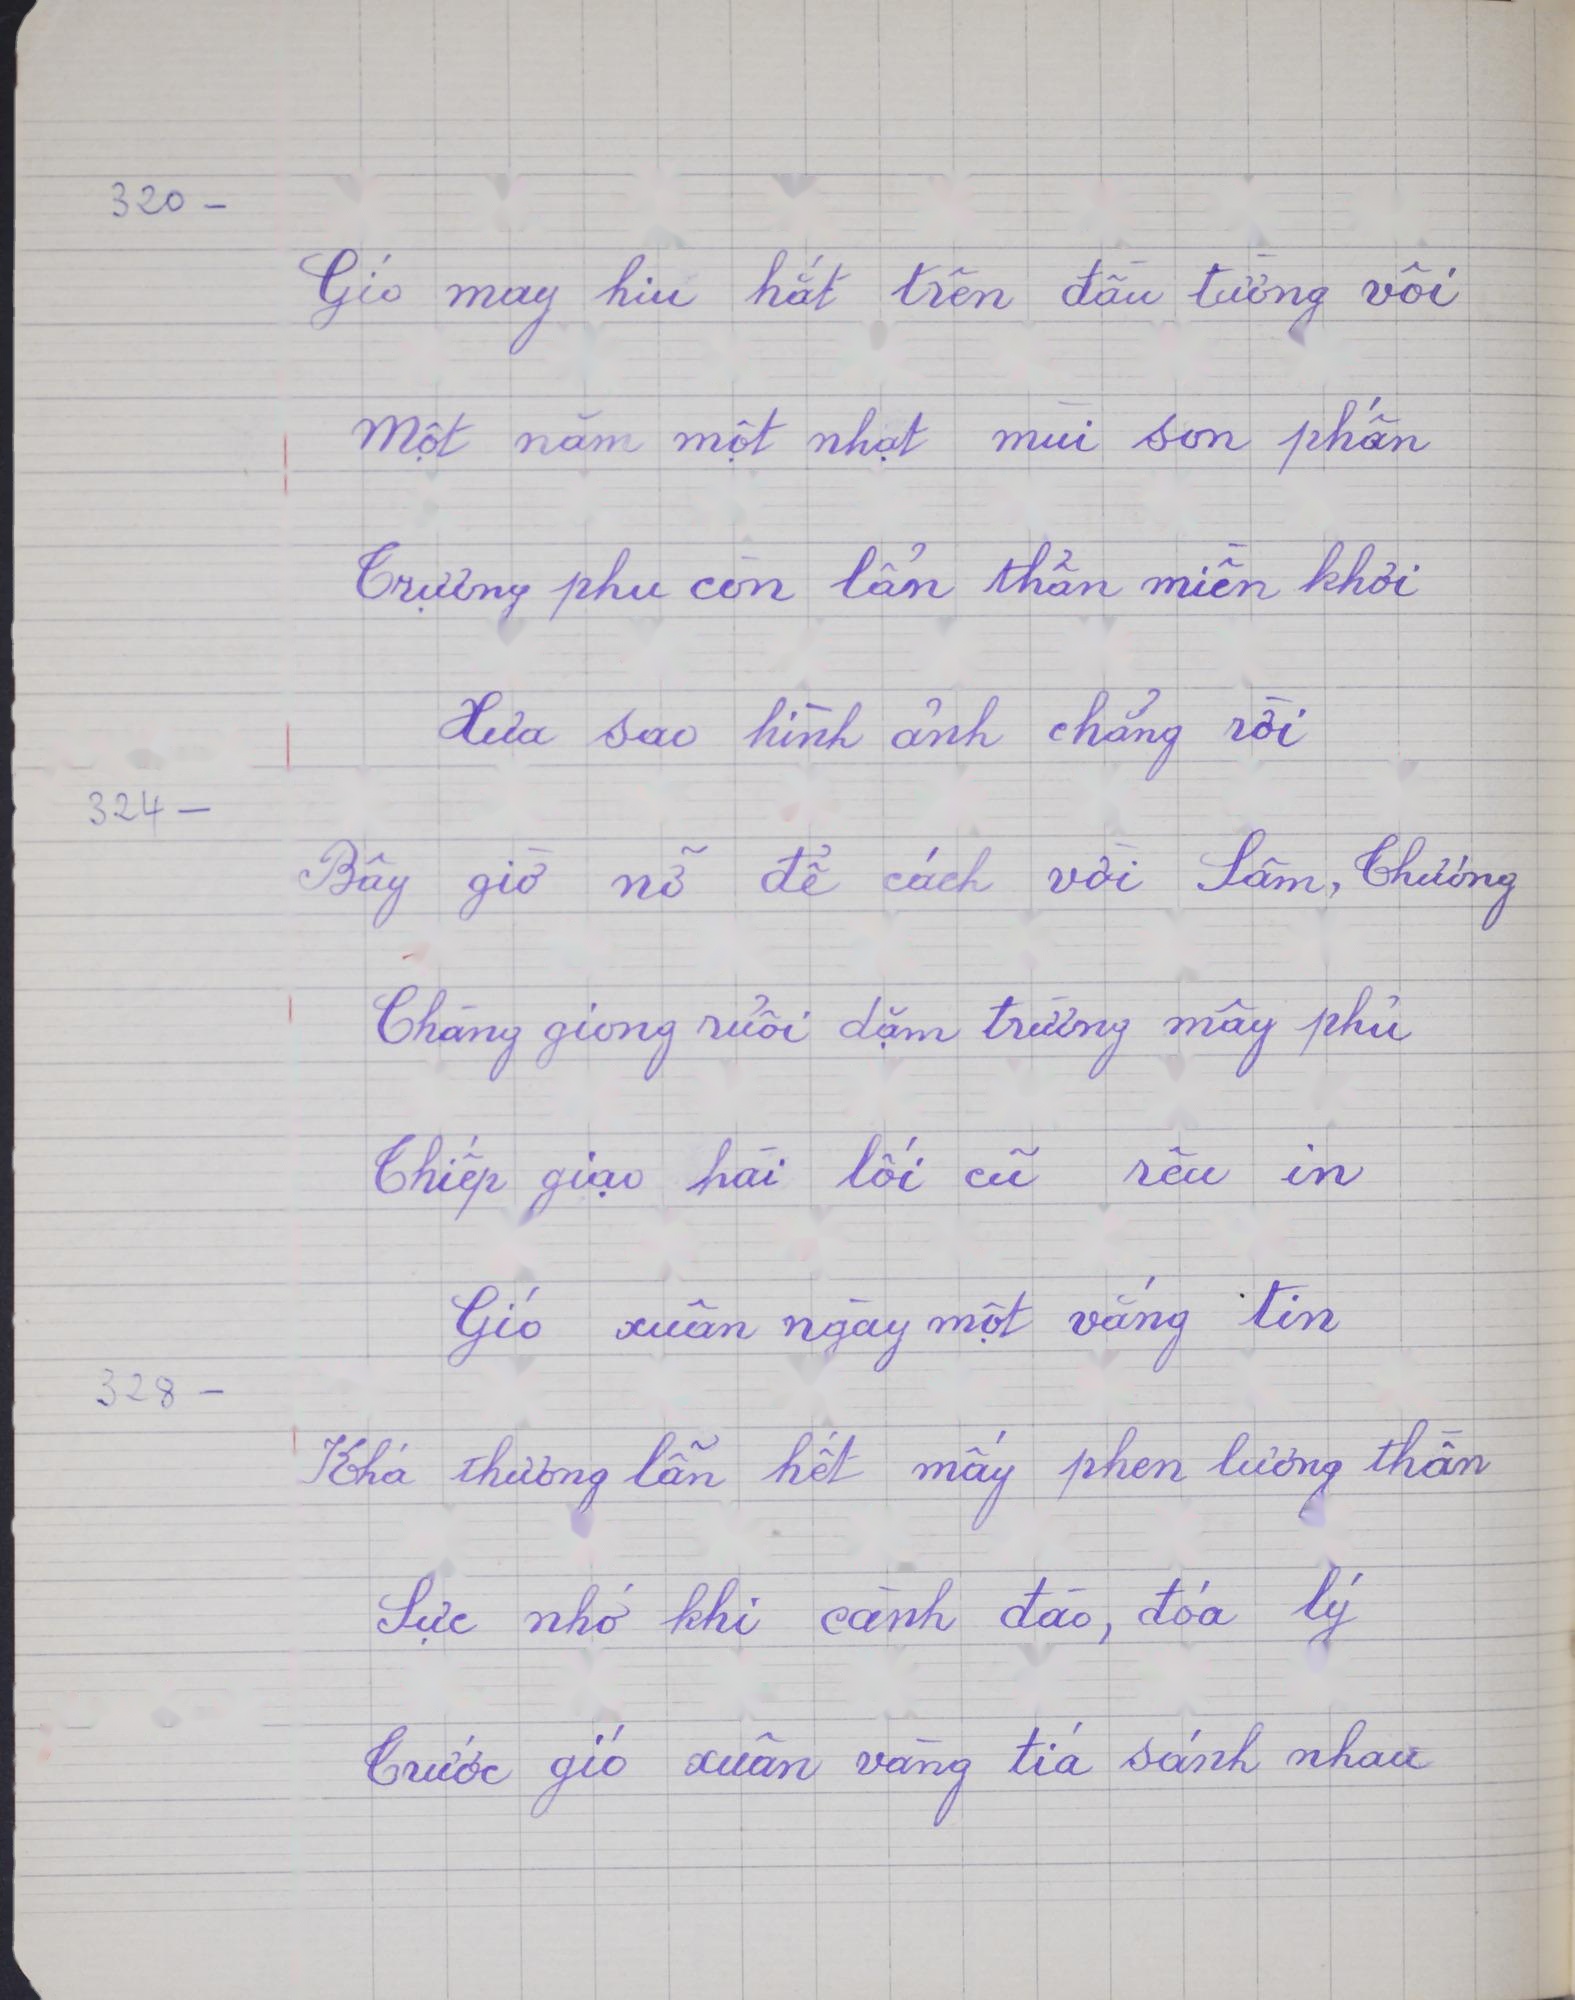 320 -
Gió may hiu hắt trên đầu tường vôi
Một năm một nhạt mùi son phấn
Trượng phu còn lẩn thẩn miền khơi
Xưa sao hình ảnh chẳng rời
324 -
Bây giờ nỡ để cách vời Sâm, Thương
Chàng giong ruổi dặm trường mây phủ
Thiếp giạo hài lối cũ rêu in
Gió xuân ngày một vắng tin
328 -
Khá thương lẫn hết mấy phen lương thần
Sực nhớ khi cành đào, đóa lý
Trước gió xuân vàng tiá sánh nhau